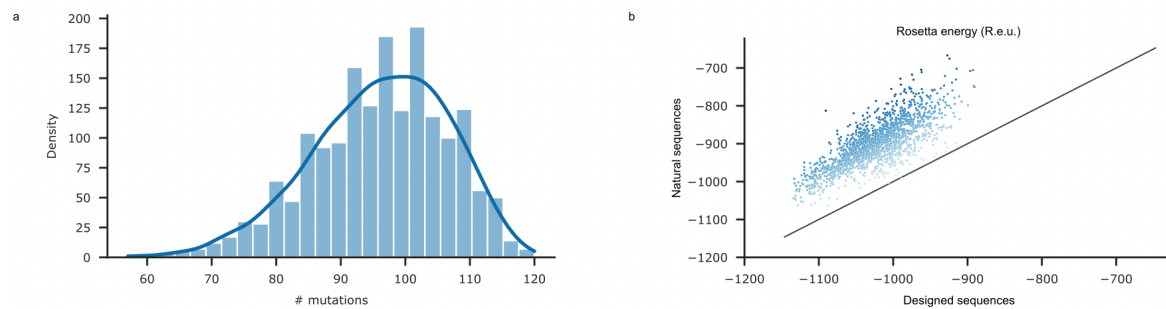 a
200
175
150
125
100
75
50
25
0
Density
60 70 80 90 100 110 120
# mutations
b
Rosetta energy (R.e.u.)
−700
−800
−900
−1000
−1100
−1200
Natural sequences
−1200 −1100 −1000 −900 −800 −700
Designed sequences